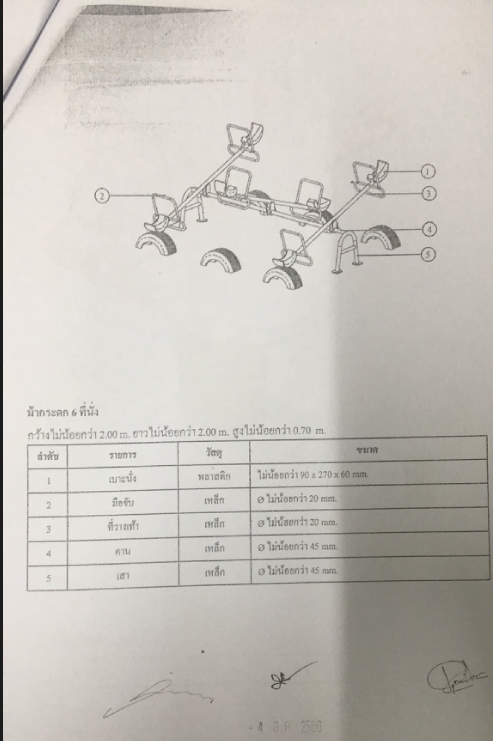 1
3
2
4
5
ม้ากระดก 6 ที่นั่ง
กว้างไม่น้อยกว่า 2.00 m. ยาวไม่น้อยกว่า 2.00 m. สูงไม่น้อยกว่า 0.70 m.
ลำดับ รายการ วัสดุ ขนาด
1 เบาะนั่ง พลาสติก ไม่น้อยกว่า 90 x 270 x 60 mm.
2 มือจับ เหล็ก Ø ไม่น้อยกว่า 20 mm.
3 ที่วางเท้า เหล็ก Ø ไม่น้อยกว่า 20 mm.
4 คาน เหล็ก Ø ไม่น้อยกว่า 45 mm.
5 เสา เหล็ก Ø ไม่น้อยกว่า 45 mm.